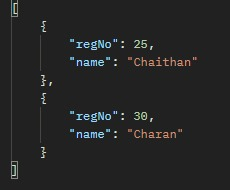 [
    {
        "regNo": 25,
        "name": "Chaithan"
    },
    {
        "regNo": 30,
        "name": "Charan"
    }
]